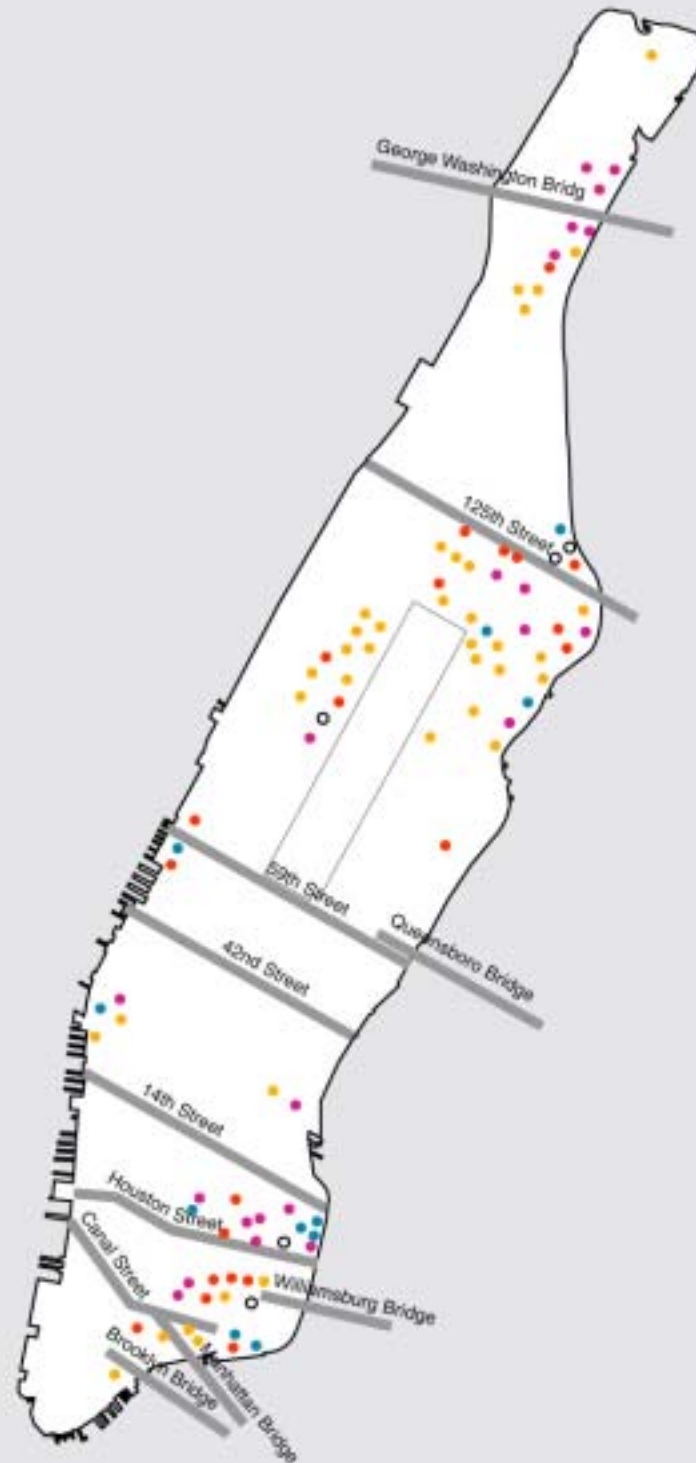 George Washington Bridg
125th Street
59th Street
Queensboro Bridge
42nd Street
14th Street
Houston Street
Canal Street
Williamsburg Bridge
Brooklyn Bridge
Manhattan Bridge